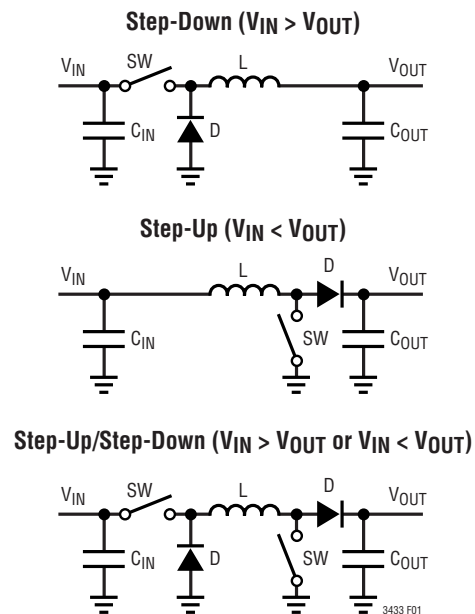 Step-Down (VIN > VOUT)
VIN SW L VOUT
CIN D COUT
Step-Up (VIN < VOUT)
VIN L D VOUT
CIN SW COUT
Step-Up/Step-Down (VIN > VOUT or VIN < VOUT)
VIN SW L D VOUT
CIN D SW COUT
3433 F01